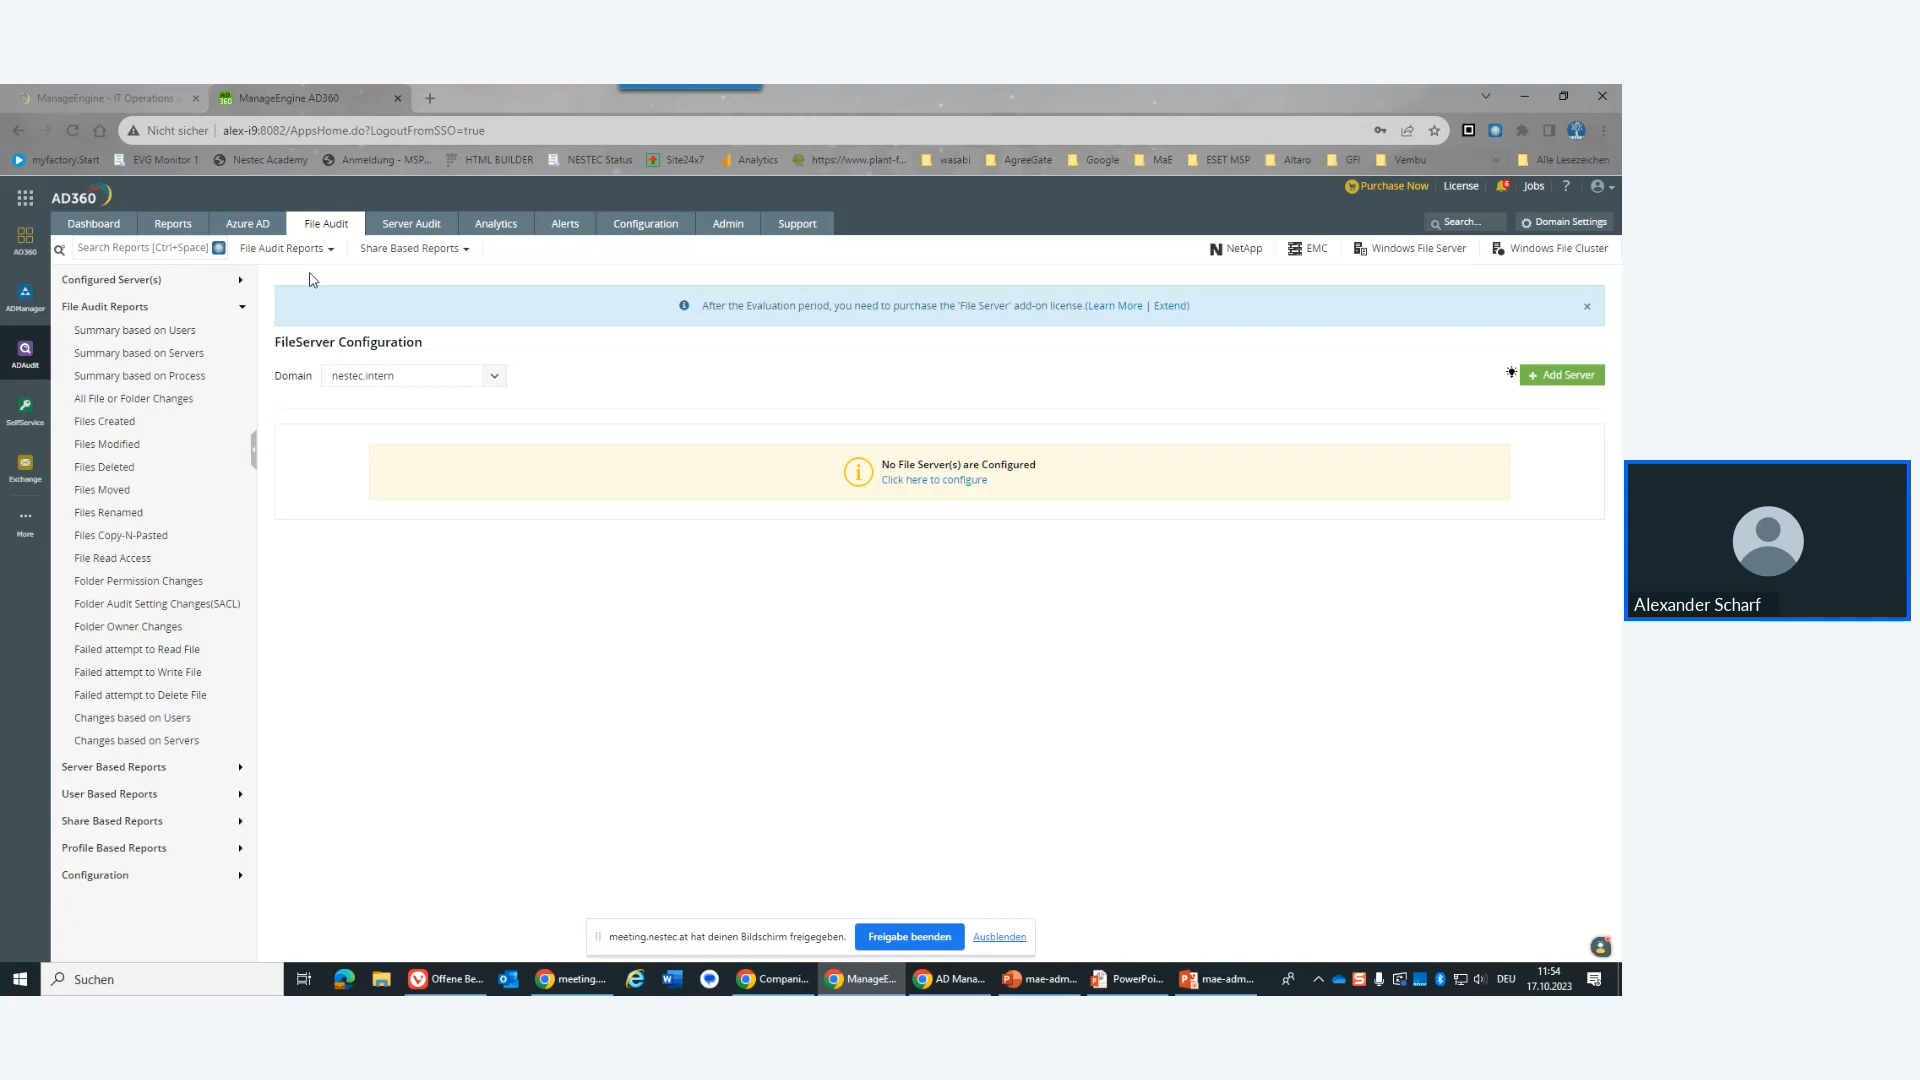 ManageEngine - IT Operations
ManageEngine AD360
Nicht sicher
alex-i9:8082/AppsHome.do?LogoutFromSSO=true
myfactory.Start
EVG Monitor 1
Nestec Academy
Anmeldung - MSP...
HTML BUILDER
NESTEC Status
Site24x7
Analytics
https://www.plant-f...
wasabi
AgreeGate
Google
MaE
ESET MSP
Altaro
GFI
Vembu
»
Alle Lesezeichen
AD360
Purchase Now
License
Jobs
?
Dashboard
Reports
Azure AD
File Audit
Server Audit
Analytics
Alerts
Configuration
Admin
Support
Search...
Domain Settings
Search Reports [Ctrl+Space]
File Audit Reports
Share Based Reports
NetApp
EMC
Windows File Server
Windows File Cluster
AD360
ADManager
ADAudit
SelfService
Exchange
More
Configured Server(s)
File Audit Reports
Summary based on Users
Summary based on Servers
Summary based on Process
All File or Folder Changes
Files Created
Files Modified
Files Deleted
Files Moved
Files Renamed
Files Copy-N-Pasted
File Read Access
Folder Permission Changes
Folder Audit Setting Changes(SACL)
Folder Owner Changes
Failed attempt to Read File
Failed attempt to Write File
Failed attempt to Delete File
Changes based on Users
Changes based on Servers
Server Based Reports
User Based Reports
Share Based Reports
Profile Based Reports
Configuration
After the Evaluation period, you need to purchase the 'File Server' add-on license.(Learn More | Extend)
FileServer Configuration
Domain
nestec.intern
+ Add Server
No File Server(s) are Configured
Click here to configure
Alexander Scharf
meeting.nestec.at hat deinen Bildschirm freigegeben.
Freigabe beenden
Ausblenden
Suchen
Offene Be...
meeting....
Compani...
ManageE...
AD Mana...
mae-adm...
PowerPoi...
mae-adm...
DEU
11:54
17.10.2023